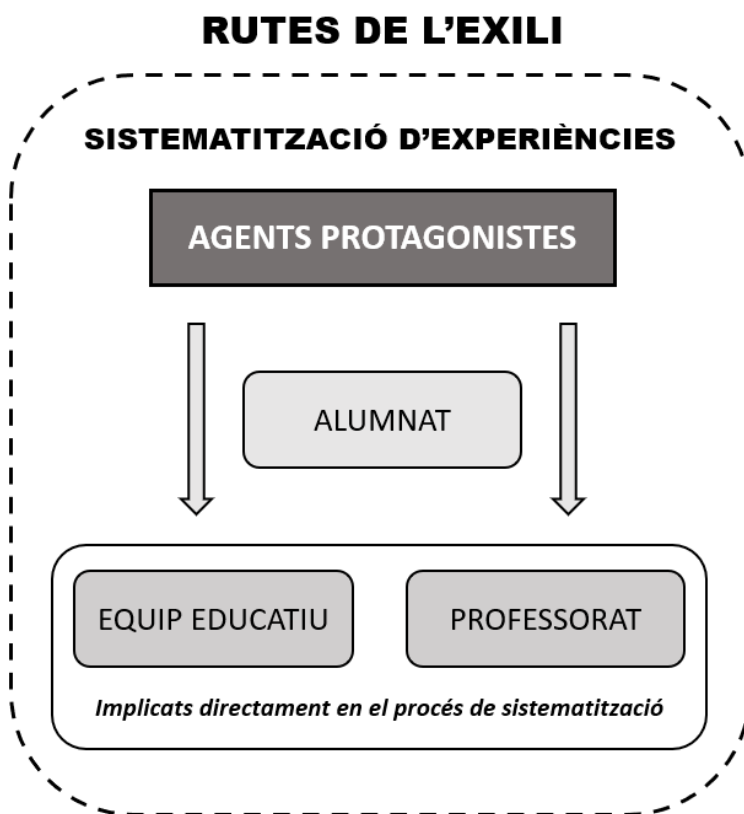 RUTES DE L’EXILI
SISTEMATITZACIÓ D’EXPERIÈNCIES
AGENTS PROTAGONISTES
ALUMNAT
EQUIP EDUCATIU
PROFESSORAT
Implicats directament en el procés de sistematització